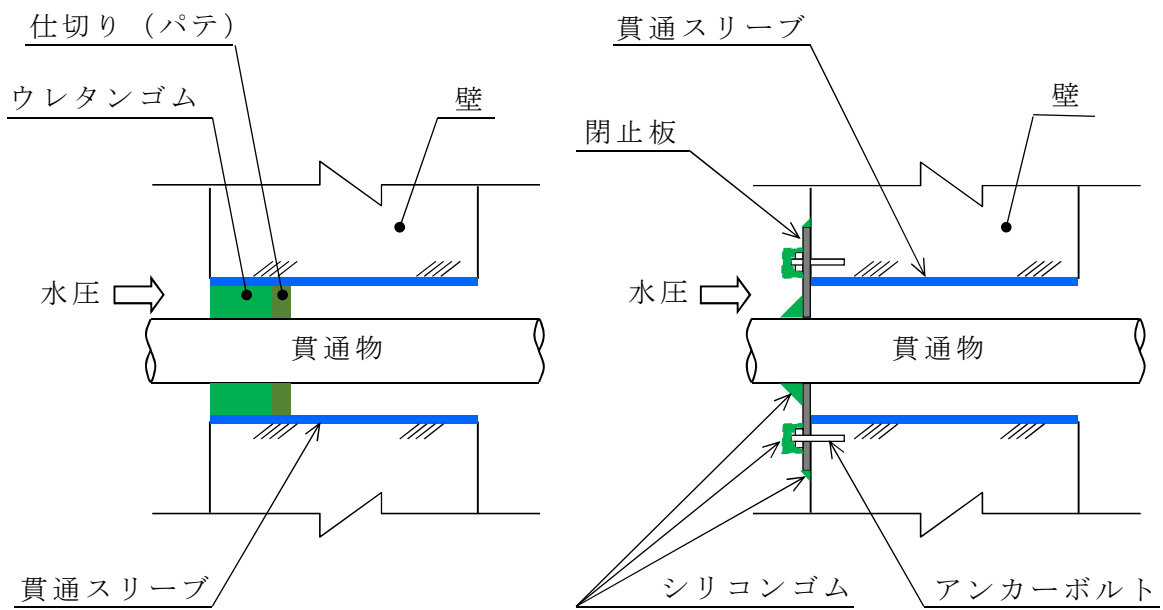 仕切り（パテ）
ウレタンゴム
壁
水圧
貫通物
貫通スリーブ
貫通スリーブ
壁
閉止板
水圧
貫通物
シリコンゴム
アンカーボルト